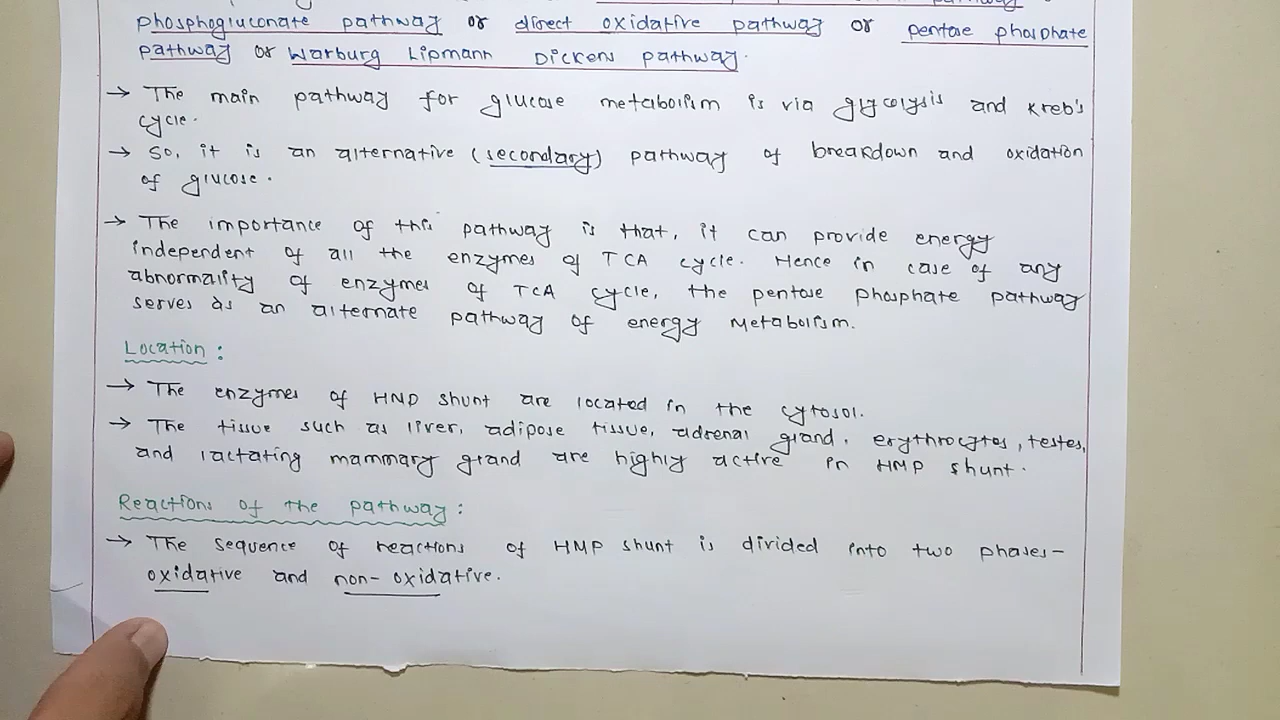 phosphogluconate pathway or direct oxidative pathway or pentose phosphate
pathway or Warburg Lipmann Dickens pathway.
→ The main pathway for glucose metabolism is via glycolysis and Kreb's
cycle.
→ So, it is an alternative (secondary) pathway of breakdown and oxidation
of glucose.
→ The importance of this pathway is that, it can provide energy
independent of all the enzymes of TCA cycle. Hence in case of any
abnormality of enzymes of TCA cycle, the pentose phosphate pathway
serves as an alternate pathway of energy Metabolism.
Location :
→ The enzymes of HMP shunt are located in the cytosol.
→ The tissue such as liver, adipose tissue, adrenal gland, erythrocytes, testes,
and lactating mammary gland are highly active in HMP shunt.
Reactions of the pathway :
→ The sequence of reactions of HMP shunt is divided into two phases-
oxidative and non-oxidative.